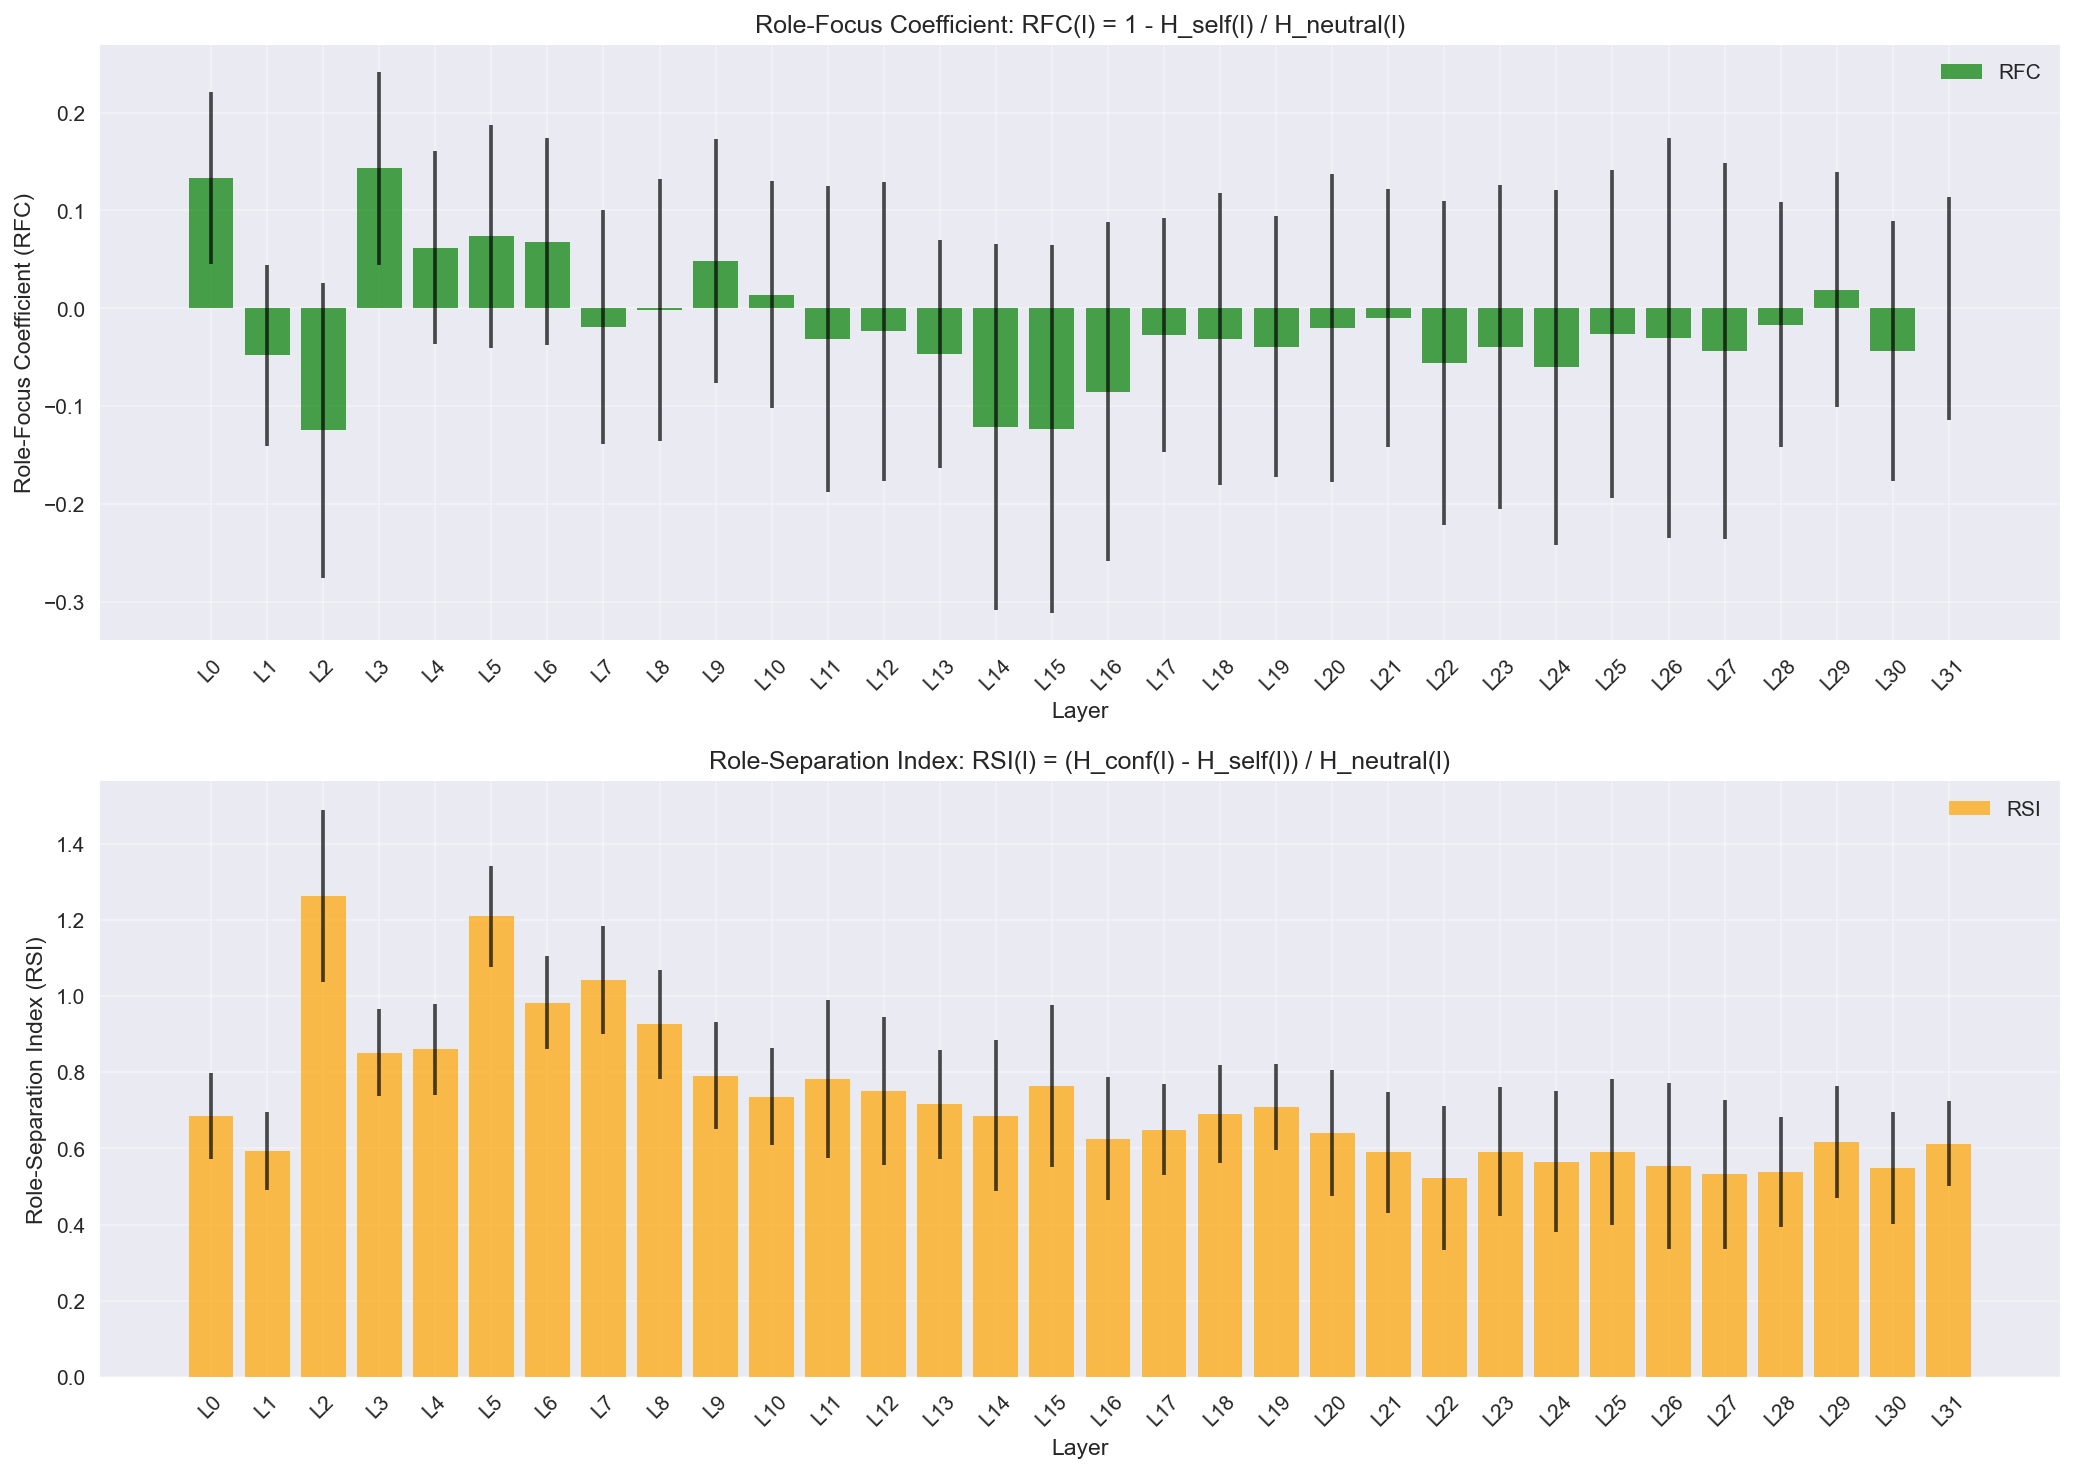 Role-Focus Coefficient: RFC(l) = 1 - H_self(l) / H_neutral(l)
RFC
Role-Focus Coefficient (RFC)
0.2
0.1
0.0
−0.1
−0.2
−0.3
L0 L1 L2 L3 L4 L5 L6 L7 L8 L9 L10 L11 L12 L13 L14 L15 L16 L17 L18 L19 L20 L21 L22 L23 L24 L25 L26 L27 L28 L29 L30 L31
Layer
Role-Separation Index: RSI(l) = (H_conf(l) - H_self(l)) / H_neutral(l)
RSI
Role-Separation Index (RSI)
1.4
1.2
1.0
0.8
0.6
0.4
0.2
0.0
L0 L1 L2 L3 L4 L5 L6 L7 L8 L9 L10 L11 L12 L13 L14 L15 L16 L17 L18 L19 L20 L21 L22 L23 L24 L25 L26 L27 L28 L29 L30 L31
Layer